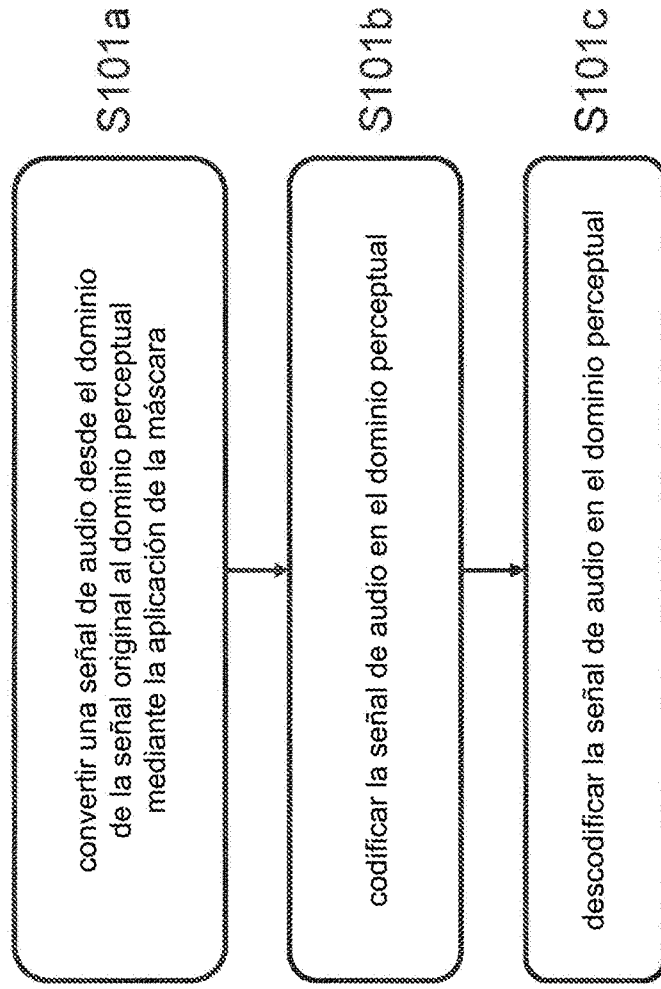 convertir una señal de audio desde el dominio
de la señal original al dominio perceptual
mediante la aplicación de la máscara
S101a
codificar la señal de audio en el dominio perceptual
S101b
descodificar la señal de audio en el dominio perceptual
S101c